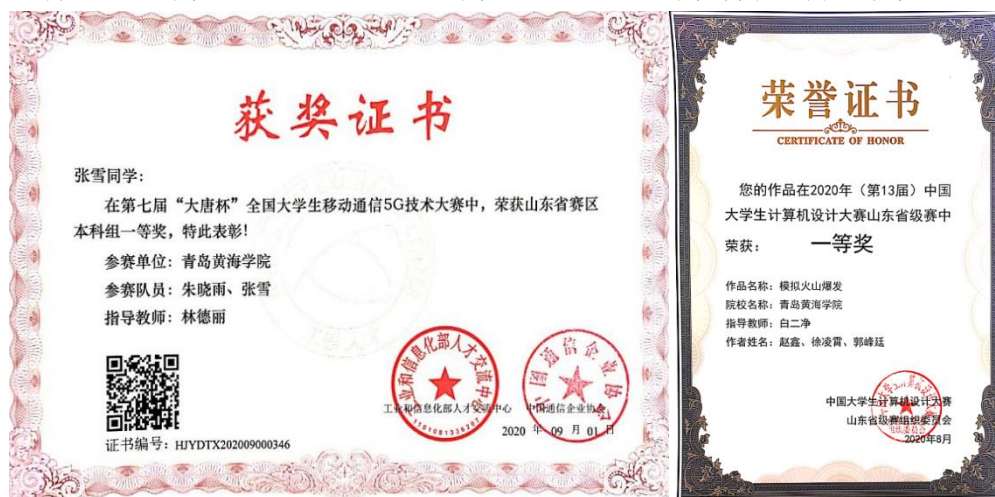 获奖证书
张雪同学：
在第七届“大唐杯”全国大学生移动通信5G技术大赛中，荣获山东省赛区
本科组一等奖，特此表彰！
参赛单位：青岛黄海学院
参赛队员：朱晓雨、张雪
指导教师：林德丽
工业和信息化部人才交流中心
中国通信企业协会
2020 年 09 月 01 日
证书编号：HJYDTX202009000346
荣誉证书
CERTIFICATE OF HONOR
您的作品在2020年（第13届）中国
大学生计算机设计大赛山东省级赛中
荣获：一等奖
作品名称：模拟火山爆发
院校名称：青岛黄海学院
指导教师：白二净
作者姓名：赵鑫、徐凌霄、郭峰廷
中国大学生计算机设计大赛
山东省级赛组织委员会
2020年8月